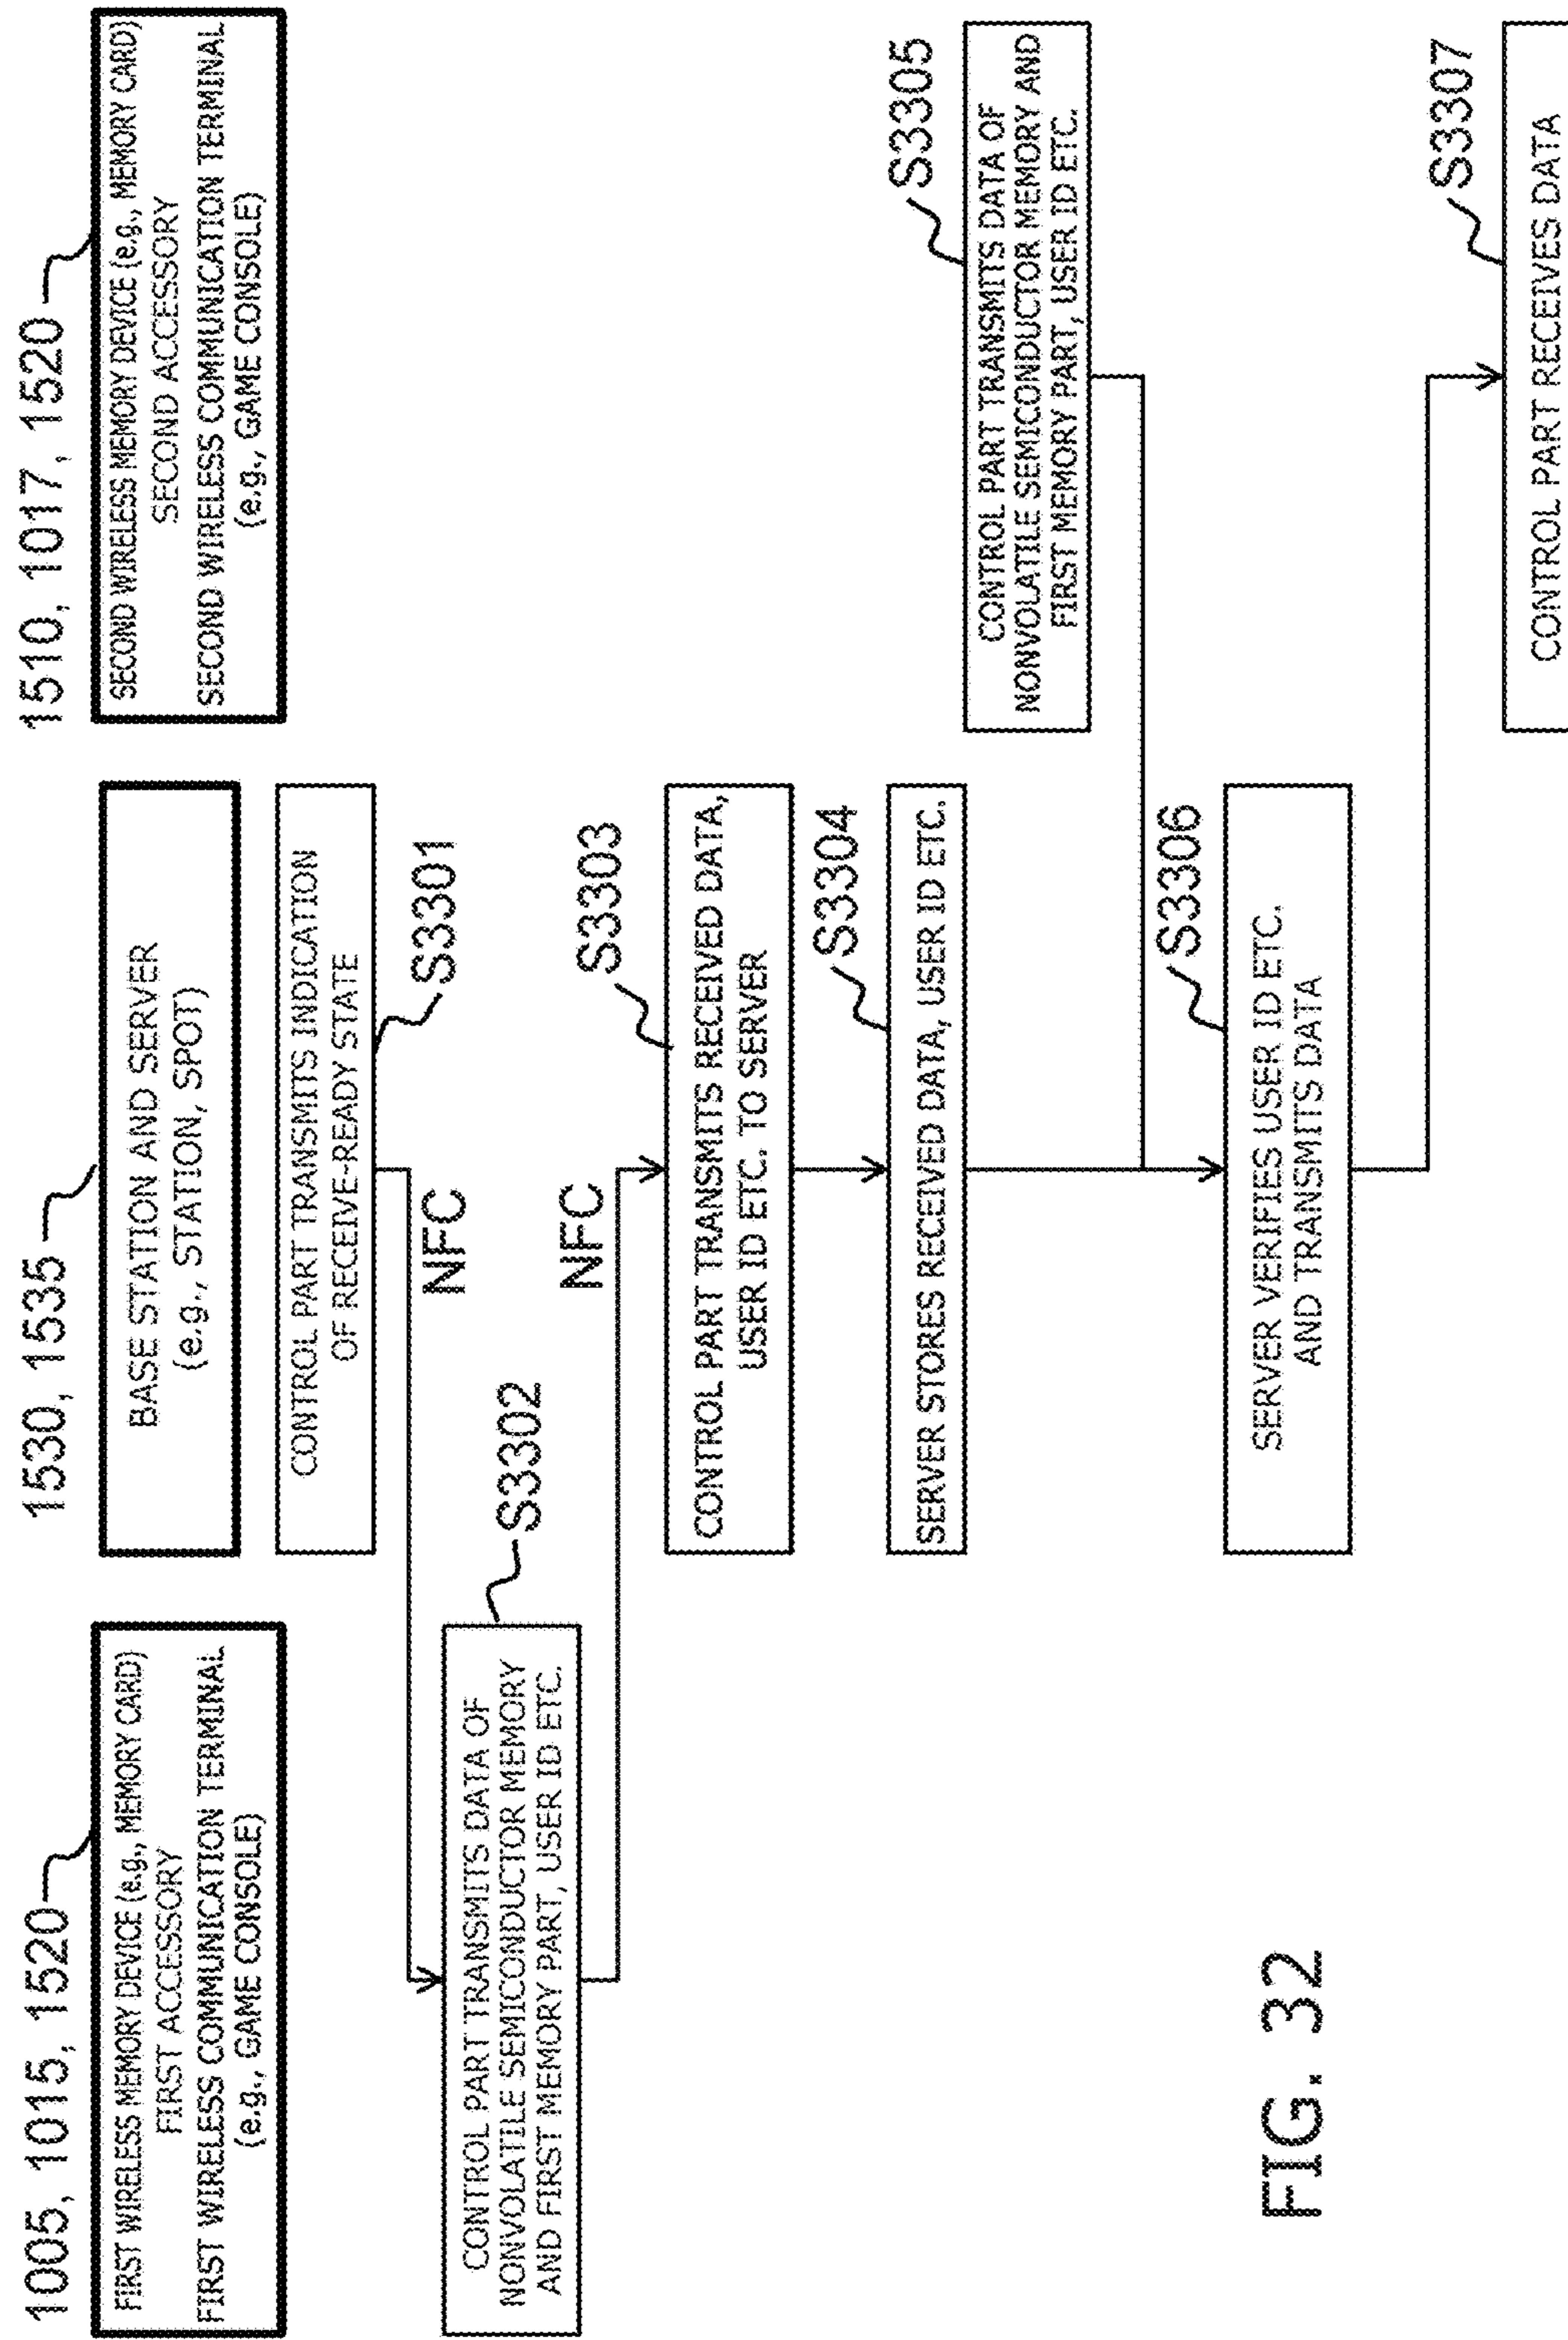 1005, 1015, 1520
FIRST WIRELESS MEMORY DEVICE (e.g., MEMORY CARD)
FIRST ACCESSORY
FIRST WIRELESS COMMUNICATION TERMINAL
(e.g., GAME CONSOLE)
1530, 1535
BASE STATION AND SERVER
(e.g., STATION, SPOT)
1510, 1017, 1520
SECOND WIRELESS MEMORY DEVICE (e.g., MEMORY CARD)
SECOND ACCESSORY
SECOND WIRELESS COMMUNICATION TERMINAL
(e.g., GAME CONSOLE)
CONTROL PART TRANSMITS INDICATION
OF RECEIVE-READY STATE
S3301
NFC
S3302
CONTROL PART TRANSMITS DATA OF
NONVOLATILE SEMICONDUCTOR MEMORY
AND FIRST MEMORY PART, USER ID ETC.
NFC
S3303
CONTROL PART TRANSMITS RECEIVED DATA,
USER ID ETC. TO SERVER
S3304
SERVER STORES RECEIVED DATA, USER ID ETC.
S3305
CONTROL PART TRANSMITS DATA OF
NONVOLATILE SEMICONDUCTOR MEMORY AND
FIRST MEMORY PART, USER ID ETC.
S3306
SERVER VERIFIES USER ID ETC.
AND TRANSMITS DATA
S3307
CONTROL PART RECEIVES DATA
FIG. 32